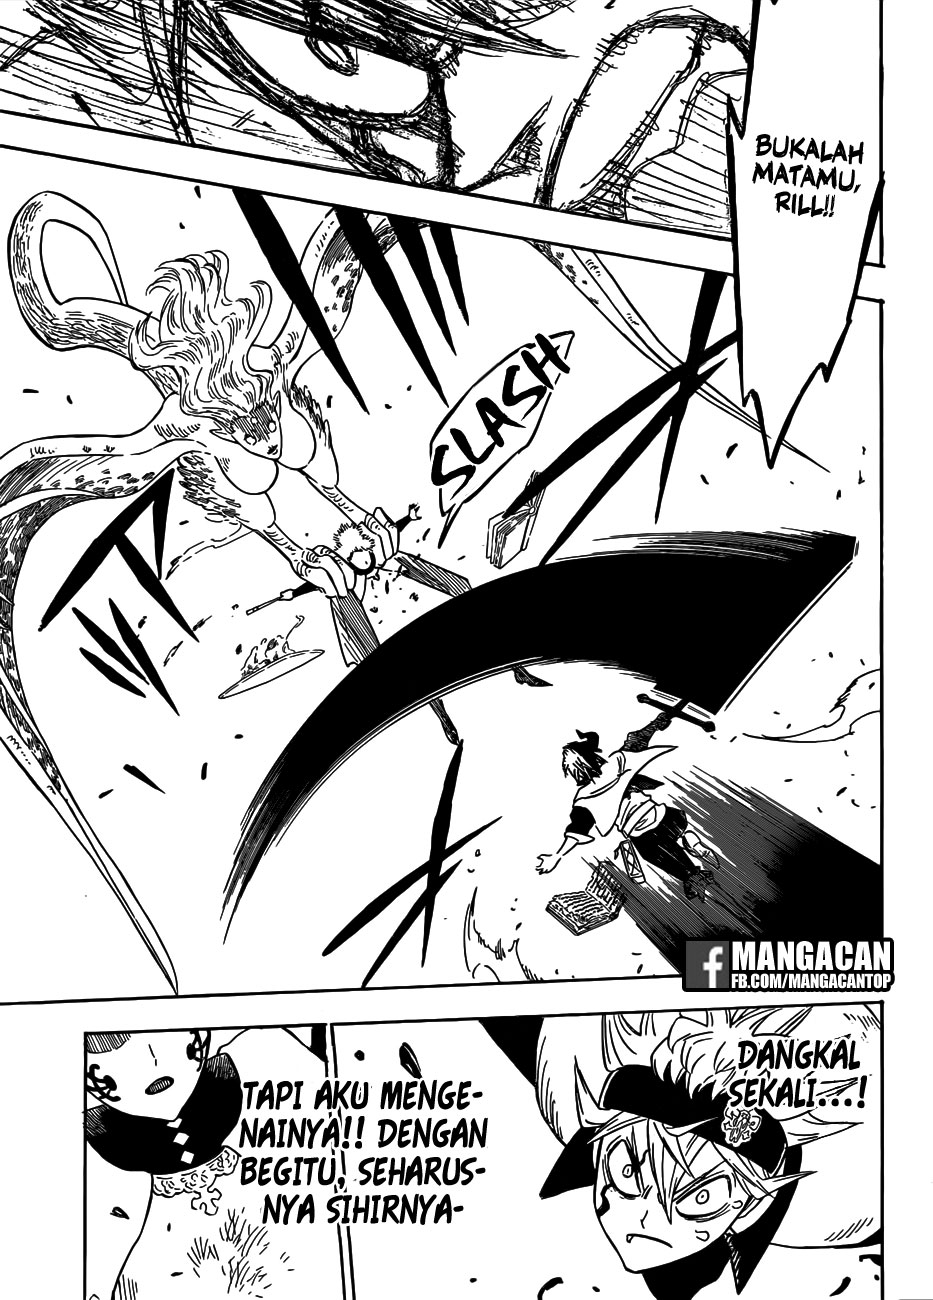 BUKALAH
MATAMU,
RILL!!
SLASH
f MANGACAN
FB.COM/MANGACANTOP
DANGKAL
SEKALI...!
TAPI AKU MENGE-
NAINYA!! DENGAN
BEGITU, SEHARUS-
NYA SIHIRNYA-